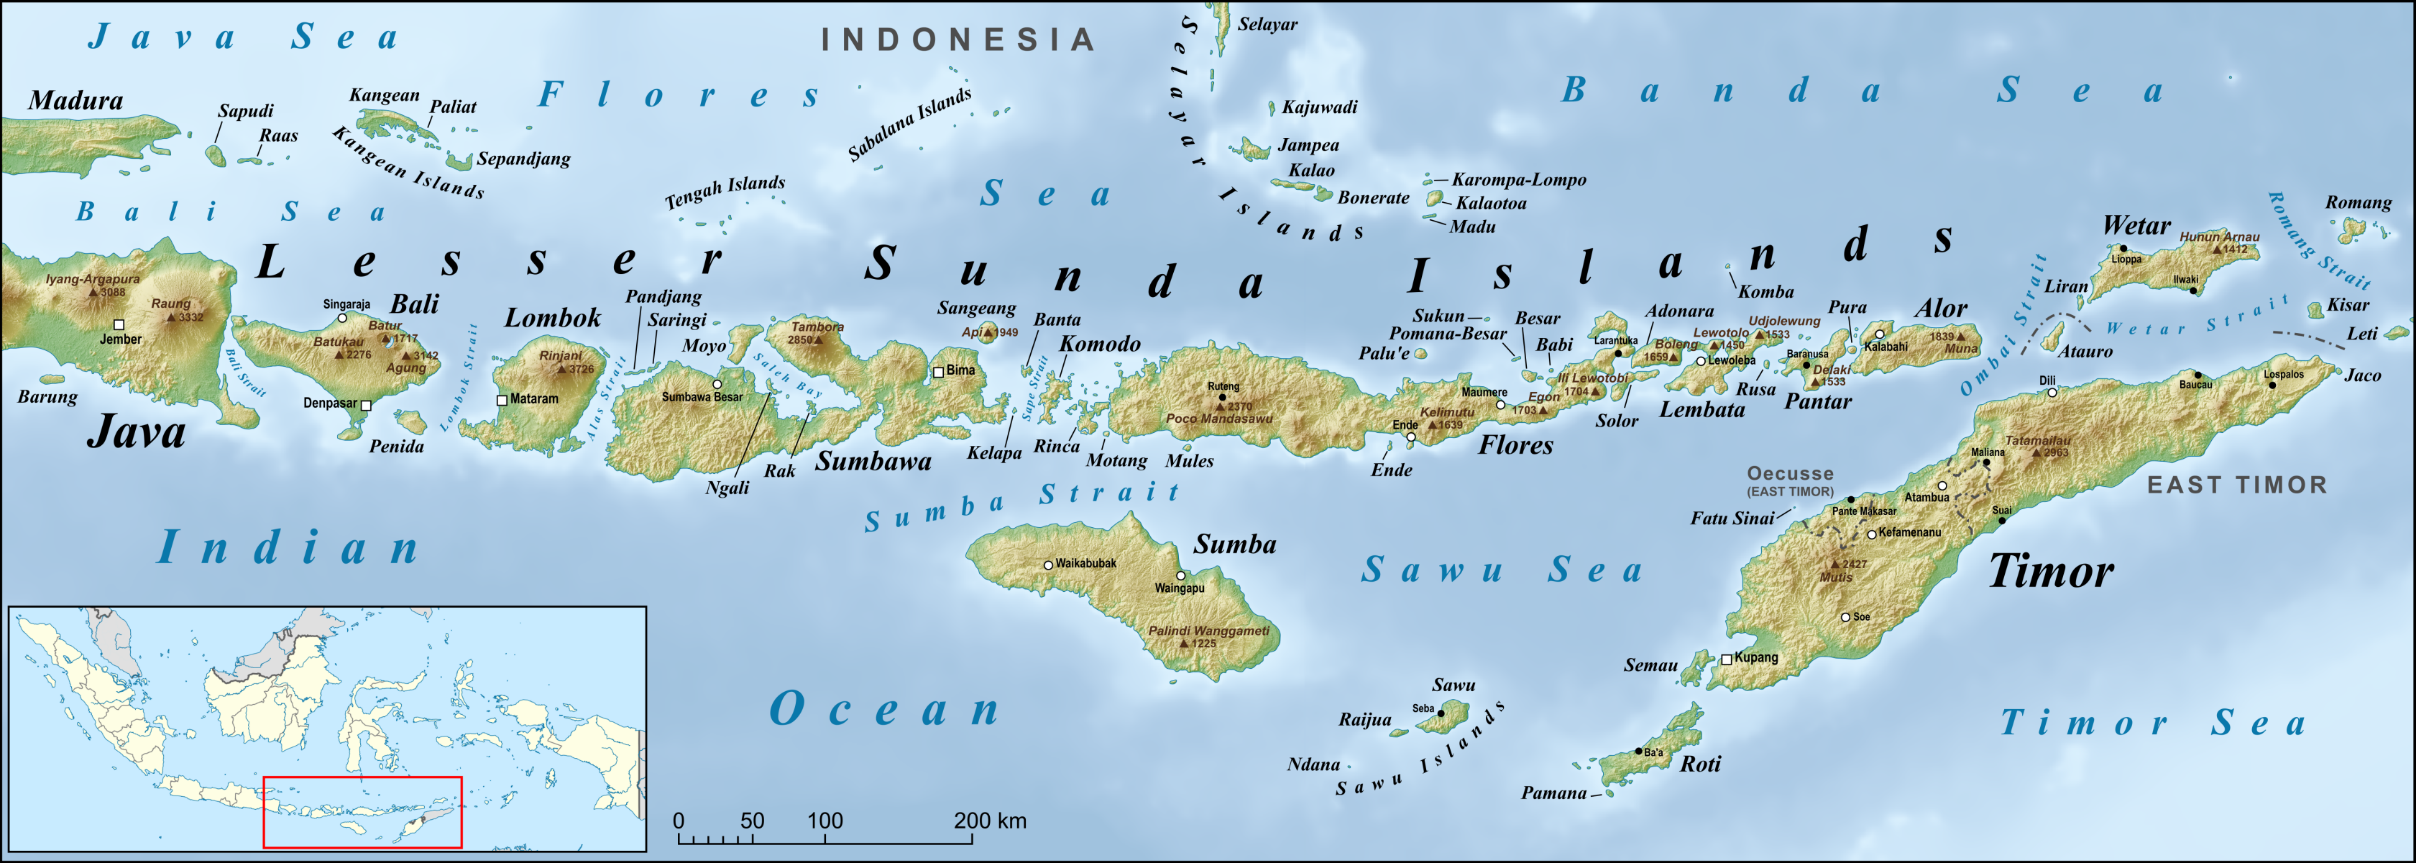 Java Sea
INDONESIA
Selayar
Flores
Sea
Banda Sea
Madura
Sapudi
Raas
Kangean
Paliat
Kangean Islands
Sepandjang
Sabalana Islands
Tengah Islands
Selayar Islands
Kajuwadi
Jampea
Kalao
Bonerate
Karompa-Lompo
Kalaotoa
Madu
Bali Sea
Lesser Sunda Islands
Wetar
Romang
Romang Strait
Hunun Arnau
1412
Lioppa
Ilwaki
Liran
Kisar
Leti
Wetar Strait
Ombai Strait
Atauro
Jaco
Iyang-Argapura
3088
Raung
3332
Jember
Barung
Java
Bali Strait
Singaraja
Bali
Batur
1717
Batukau
2276
3142
Agung
Denpasar
Penida
Lombok Strait
Lombok
Rinjani
3726
Mataram
Alas Strait
Pandjang
Saringi
Moyo
Sumbawa Besar
Saleh Bay
Tambora
2850
Ngali
Rak
Sumbawa
Sangeang
Api
1949
Bima
Banta
Komodo
Sape Strait
Kelapa
Rinca
Motang
Mules
Ruteng
2370
Poco Mandasawu
Palu'e
Sukun
Pomana-Besar
Besar
Babi
Maumere
Ende
Kelimutu
1639
Ende
Egon
1703
Ili Lewotobi
1704
Flores
Larantuka
Adonara
Boleng
1659
Solor
Lewotolo
1450
Lewoleba
Lembata
Udjolewung
1533
Komba
Rusa
Pura
Baranusa
Delaki
1533
Pantar
Alor
Kalabahi
1839
Muna
Dili
Baucau
Lospalos
Tatamailau
2963
Maliana
EAST TIMOR
Oecusse
(EAST TIMOR)
Pante Makasar
Fatu Sinai
Atambua
Suai
Kefamenanu
2427
Mutis
Timor
Soe
Kupang
Semau
Sumba Strait
Sumba
Waikabubak
Waingapu
Palindi Wanggameti
1225
Sawu Sea
Indian
Ocean
Sawu
Seba
Raijua
Ndana
Sawu Islands
Ba'a
Roti
Pamana
Timor Sea
0 50 100 200 km